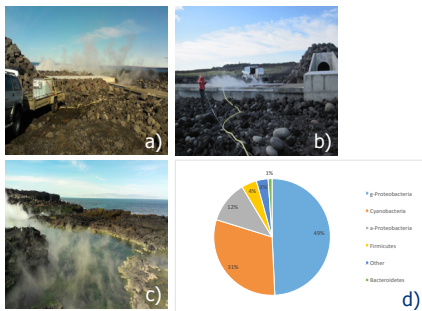 a)
b)
c)
1%
4%
12%
49%
31%
g-Proteobacteria
Cyanobacteria
a-Proteobacteria
Firmicutes
Other
Bacteroidetes
d)